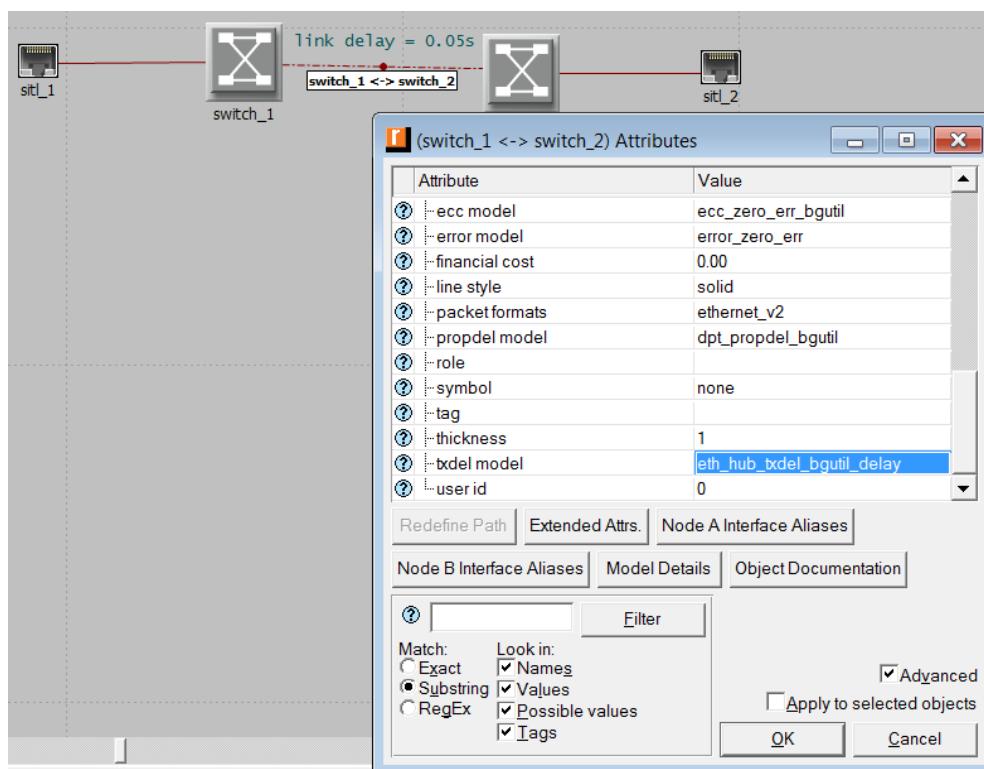 link delay = 0.05s
sitl_1
switch_1 <-> switch_2
sitl_2
switch_1
(switch_1 <-> switch_2) Attributes
Attribute Value
ecc model ecc_zero_err_bgutil
error model error_zero_err
financial cost 0.00
line style solid
packet formats ethernet_v2
propdel model dpt_propdel_bgutil
role
symbol none
tag
thickness 1
txdel model eth_hub_txdel_bgutil_delay
user id 0
Redefine Path Extended Attrs. Node A Interface Aliases
Node B Interface Aliases Model Details Object Documentation
Filter
Match: Look in:
Exact Names
Substring Values
RegEx Possible values
Tags
Advanced
Apply to selected objects
OK Cancel